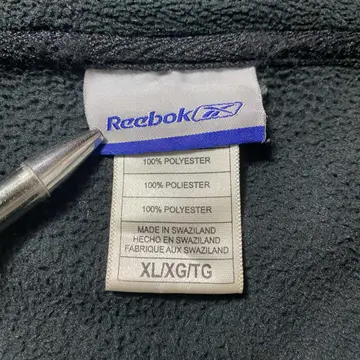 Reebok
100% POLYESTER
100% POLIESTER
100% POLYESTER
MADE IN SWAZILAND
HECHO EN SWAZILAND
FABRIQUE AUX SWAZILAND
XL/XG/TG